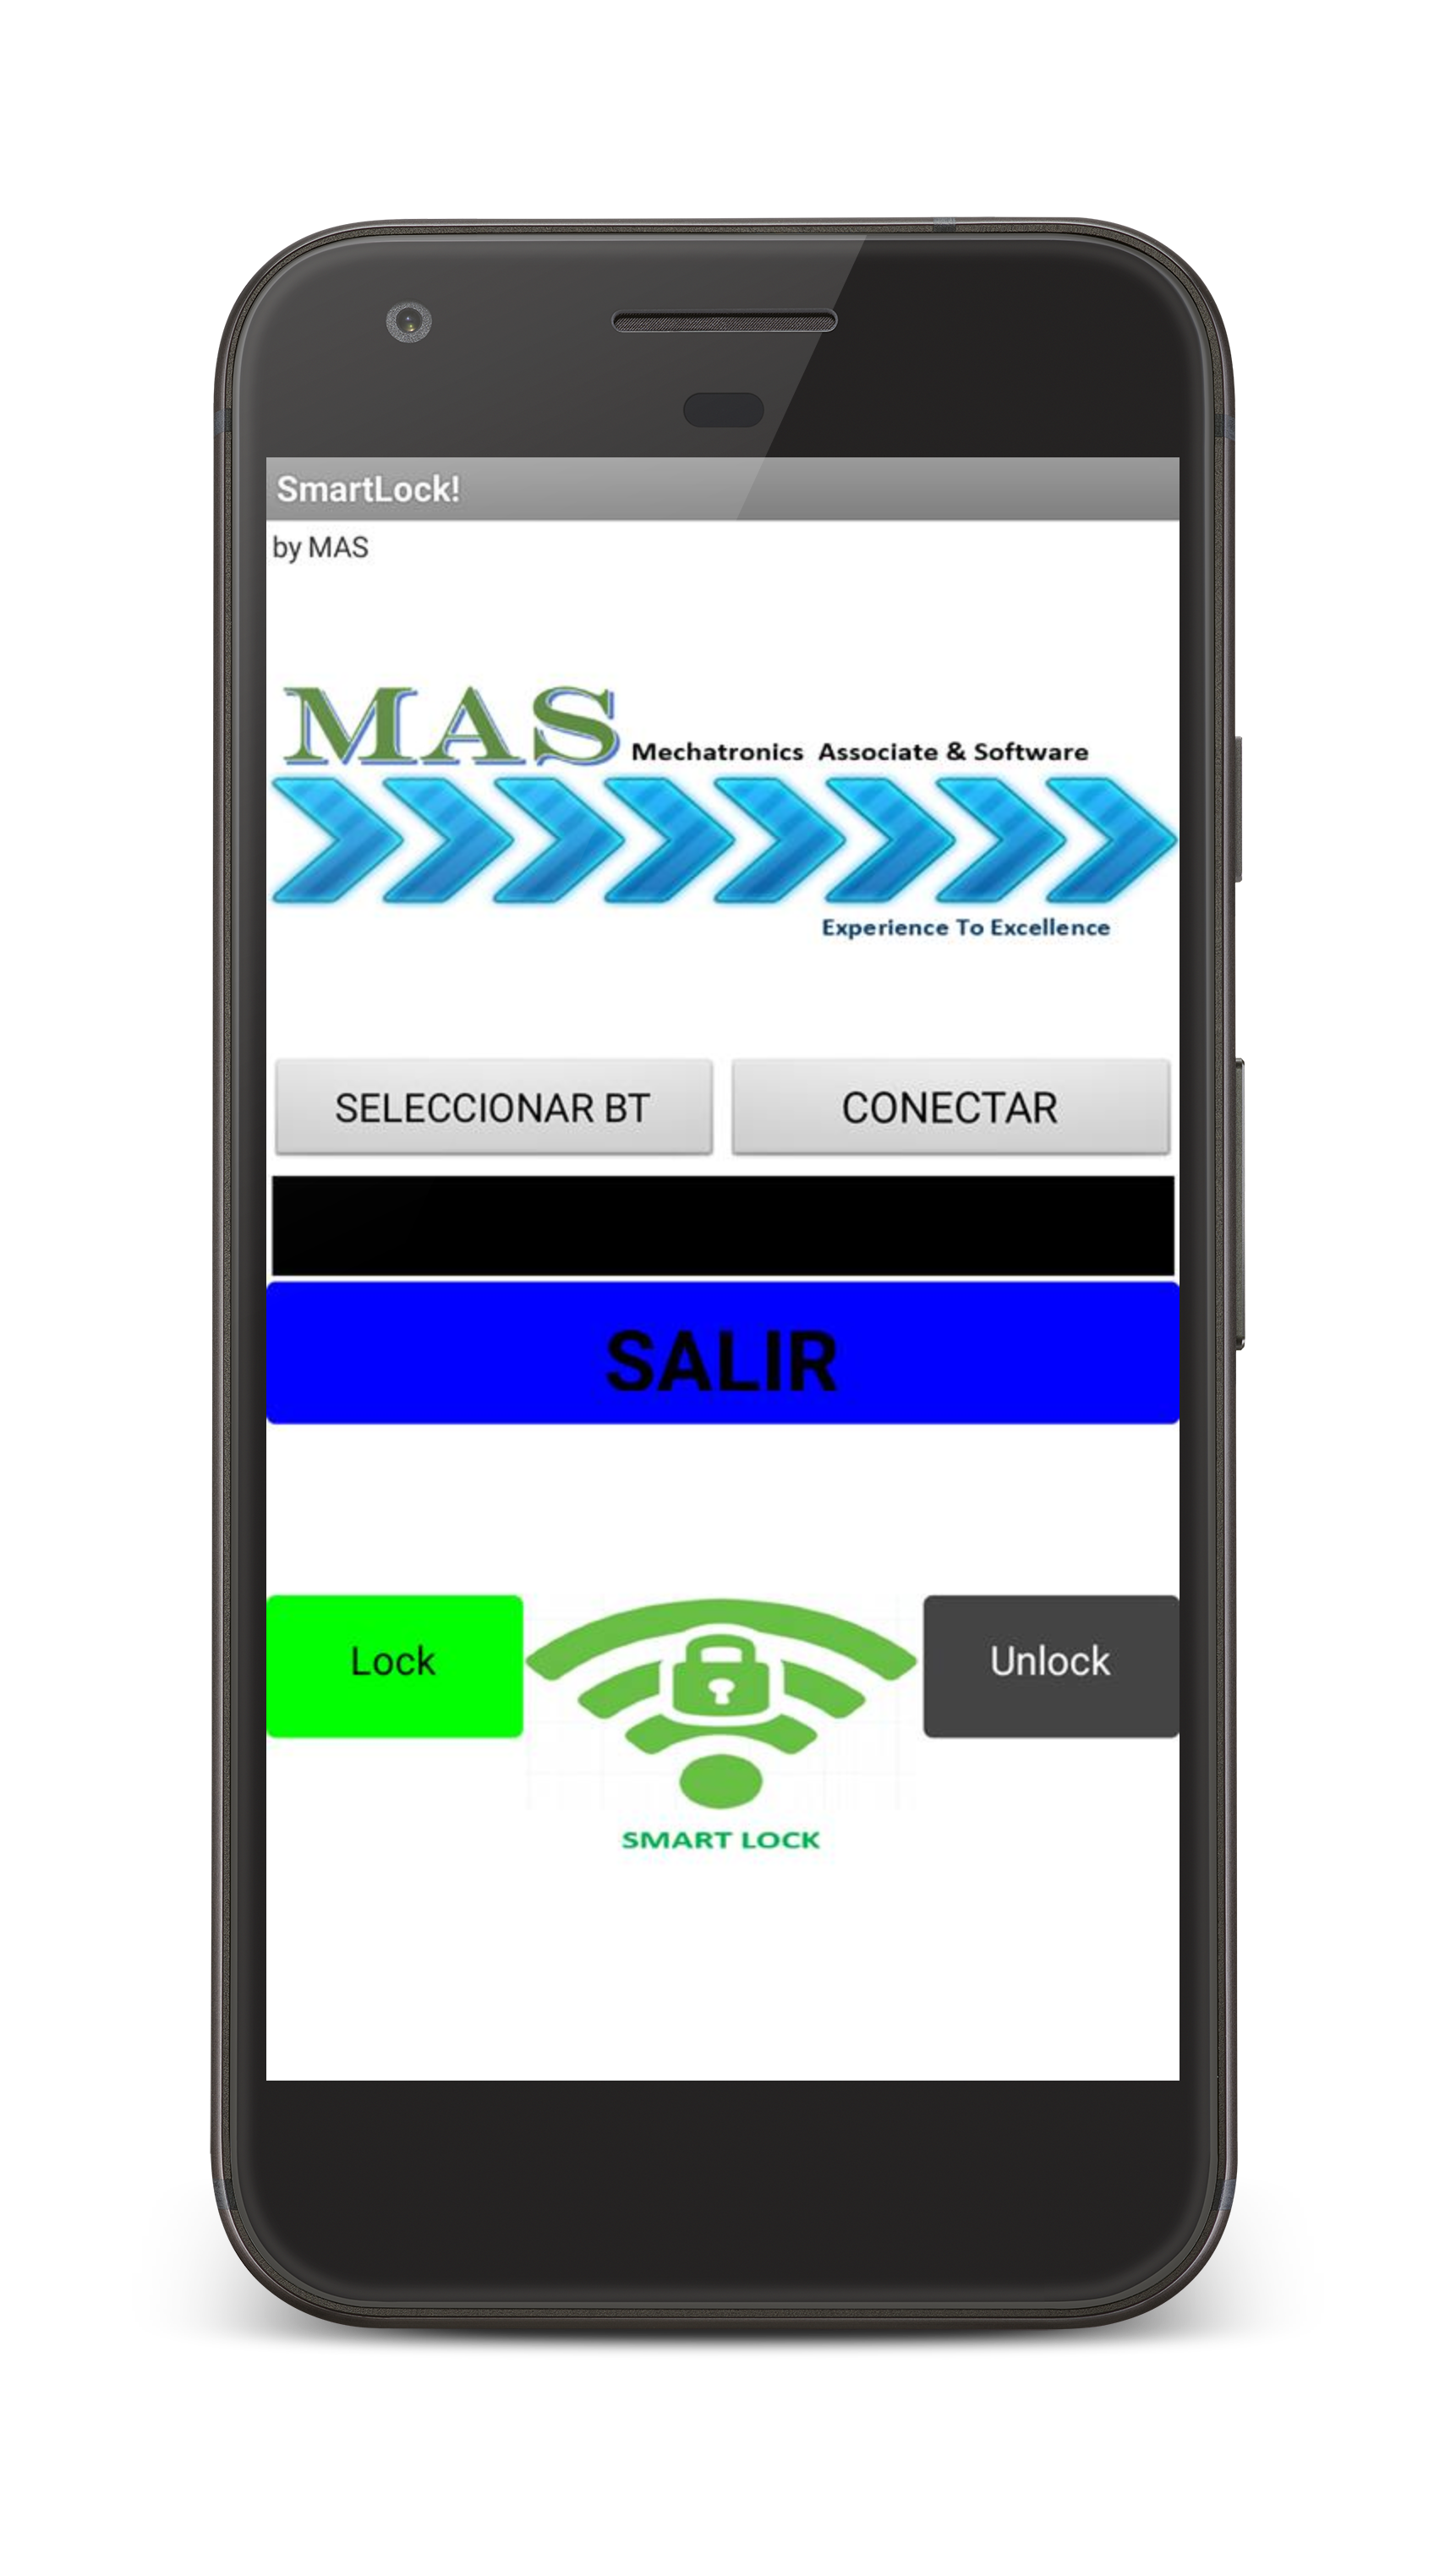 SmartLock!
by MAS
MAS Mechatronics Associate & Software
Experience To Excellence
SELECCIONAR BT CONECTAR
SALIR
Lock Unlock
SMART LOCK